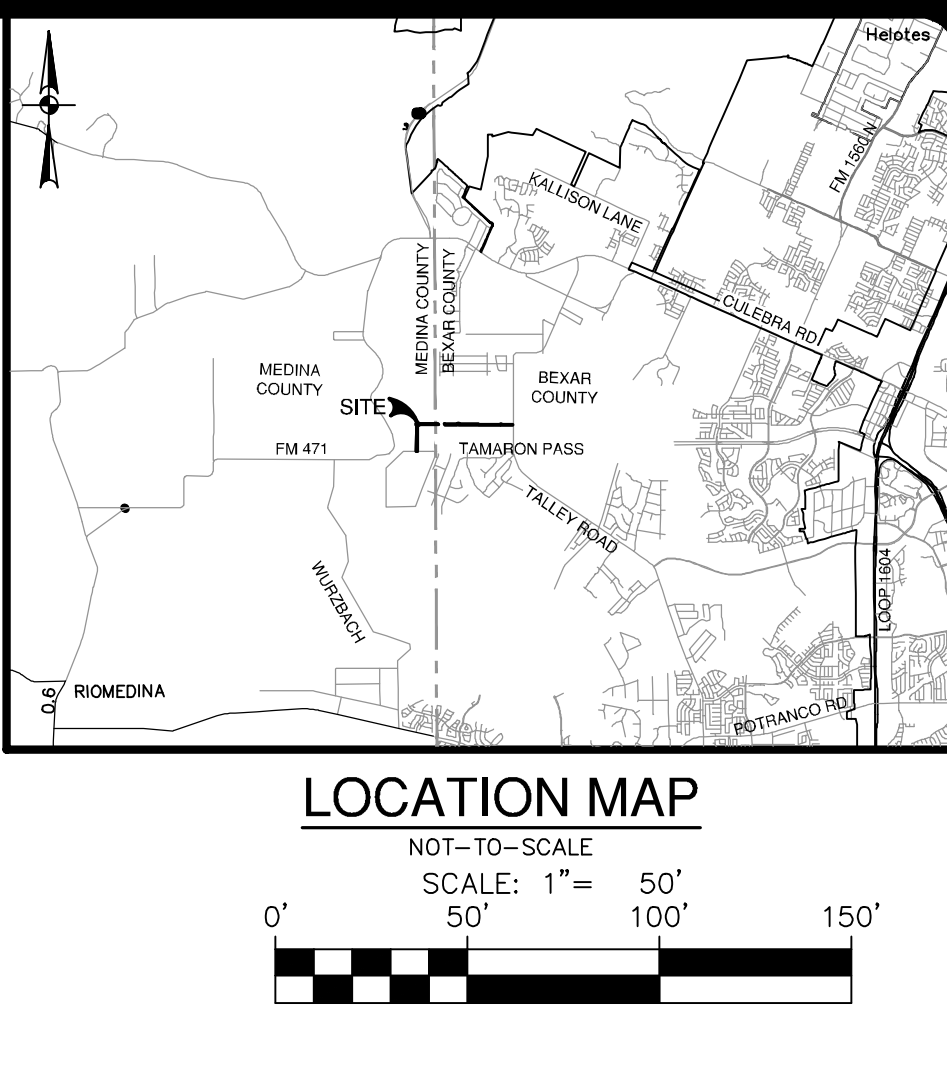 Helotes
FM 1560 N
KALLISON LANE
MEDINA COUNTY
BEXAR COUNTY
CULEBRA RD
MEDINA
COUNTY
BEXAR
COUNTY
SITE
FM 471
TAMARON PASS
TALLEY ROAD
WURZBACH
LOOP 1604
0.6
RIOMEDINA
POTRANCO RD
LOCATION MAP
NOT-TO-SCALE
SCALE: 1"= 50'
0' 50' 100' 150'